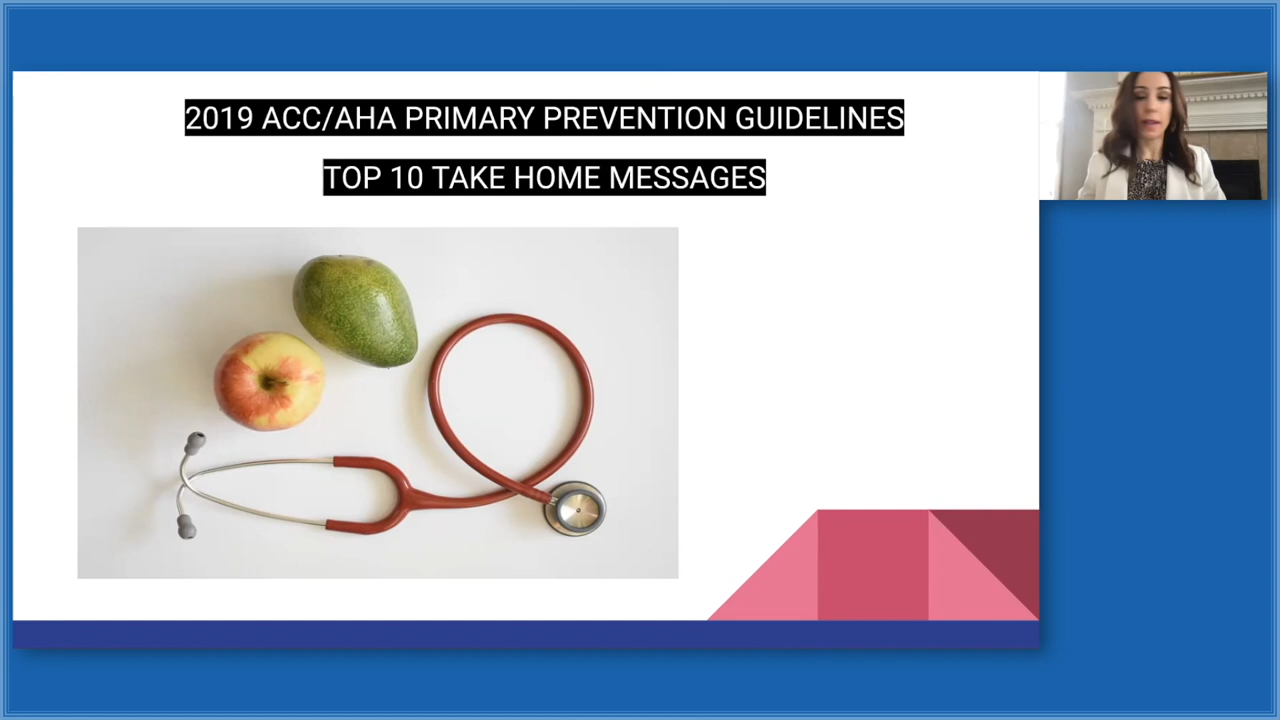 2019 ACC/AHA PRIMARY PREVENTION GUIDELINES
TOP 10 TAKE HOME MESSAGES